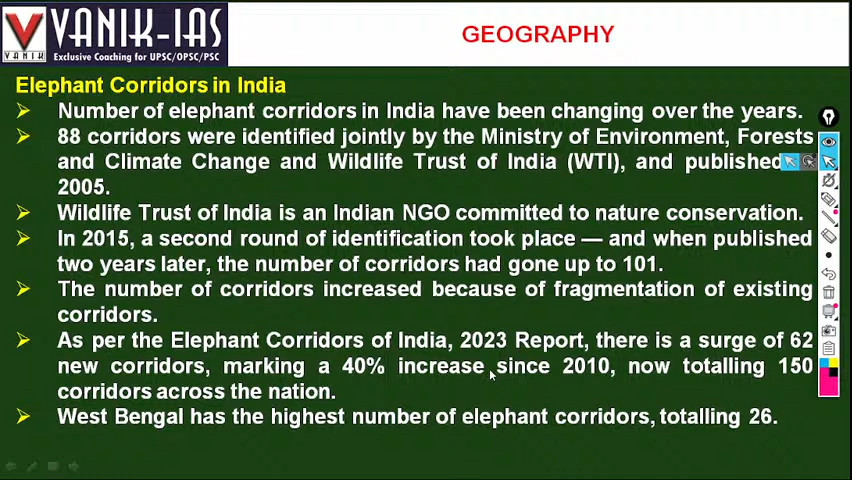 VANIK-IAS
VANIK
Exclusive Coaching for UPSC/OPSC/PSC
GEOGRAPHY
Elephant Corridors in India
Number of elephant corridors in India have been changing over the years.
88 corridors were identified jointly by the Ministry of Environment, Forests
and Climate Change and Wildlife Trust of India (WTI), and published
2005.
Wildlife Trust of India is an Indian NGO committed to nature conservation.
In 2015, a second round of identification took place — and when published
two years later, the number of corridors had gone up to 101.
The number of corridors increased because of fragmentation of existing
corridors.
As per the Elephant Corridors of India, 2023 Report, there is a surge of 62
new corridors, marking a 40% increase since 2010, now totalling 150
corridors across the nation.
West Bengal has the highest number of elephant corridors, totalling 26.